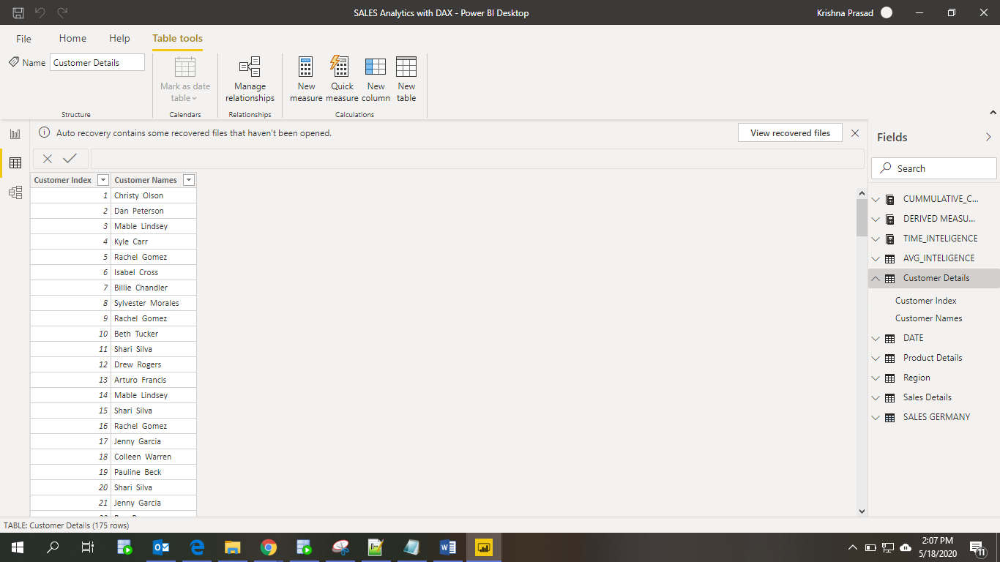 SALES Analytics with DAX - Power BI Desktop
Krishna Prasad
File Home Help Table tools
Name Customer Details
Mark as date table
Manage relationships
New measure
Quick measure
New column
New table
Structure Calendars Relationships Calculations
Auto recovery contains some recovered files that haven't been opened.
View recovered files
Customer Index Customer Names
1 Christy Olson
2 Dan Peterson
3 Mable Lindsey
4 Kyle Carr
5 Rachel Gomez
6 Isabel Cross
7 Billie Chandler
8 Sylvester Morales
9 Rachel Gomez
10 Beth Tucker
11 Shari Silva
12 Drew Rogers
13 Arturo Francis
14 Mable Lindsey
15 Shari Silva
16 Rachel Gomez
17 Jenny Garcia
18 Colleen Warren
19 Pauline Beck
20 Shari Silva
21 Jenny Garcia
Fields
Search
CUMMULATIVE_C...
DERIVED MEASU...
TIME_INTELIGENCE
AVG_INTELIGENCE
Customer Details
Customer Index
Customer Names
DATE
Product Details
Region
Sales Details
SALES GERMANY
TABLE: Customer Details (175 rows)
2:07 PM
5/18/2020
11